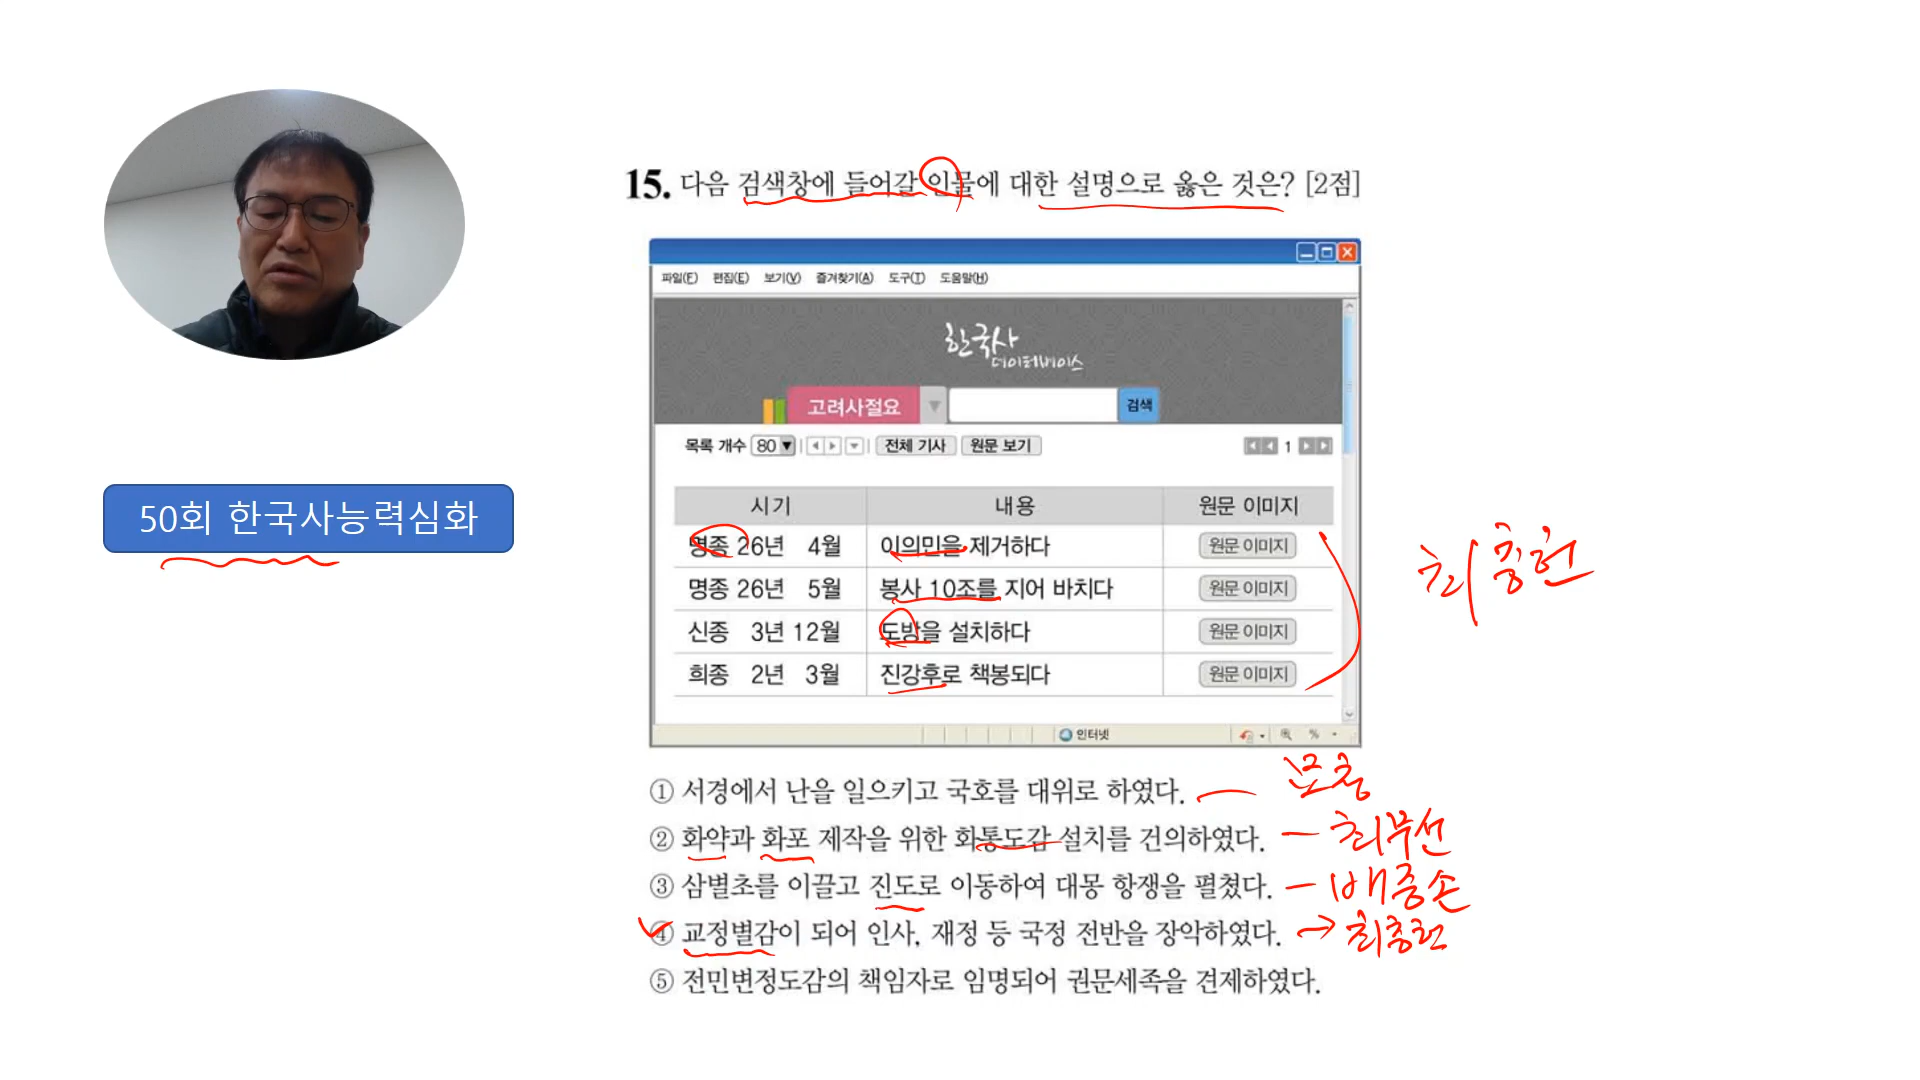 50회 한국사능력심화
15. 다음 검색창에 들어갈 인물에 대한 설명으로 옳은 것은? [2점]
파일(F) 편집(E) 보기(V) 즐겨찾기(A) 도구(T) 도움말(H)
한국사
데이터베이스
고려사절요 ▼ 검색
목록 개수 80 ▼ 전체 기사 원문 보기 1
시기 내용 원문 이미지
명종 26년 4월 이의민을 제거하다 원문 이미지
명종 26년 5월 봉사 10조를 지어 바치다 원문 이미지
신종 3년 12월 도방을 설치하다 원문 이미지
희종 2년 3월 진강후로 책봉되다 원문 이미지
최충헌
인터넷 %
① 서경에서 난을 일으키고 국호를 대위로 하였다. 묘청
② 화약과 화포 제작을 위한 화통도감 설치를 건의하였다. - 최무선
③ 삼별초를 이끌고 진도로 이동하여 대몽 항쟁을 펼쳤다. - 배중손
④ 교정별감이 되어 인사, 재정 등 국정 전반을 장악하였다. → 최충헌
⑤ 전민변정도감의 책임자로 임명되어 권문세족을 견제하였다.